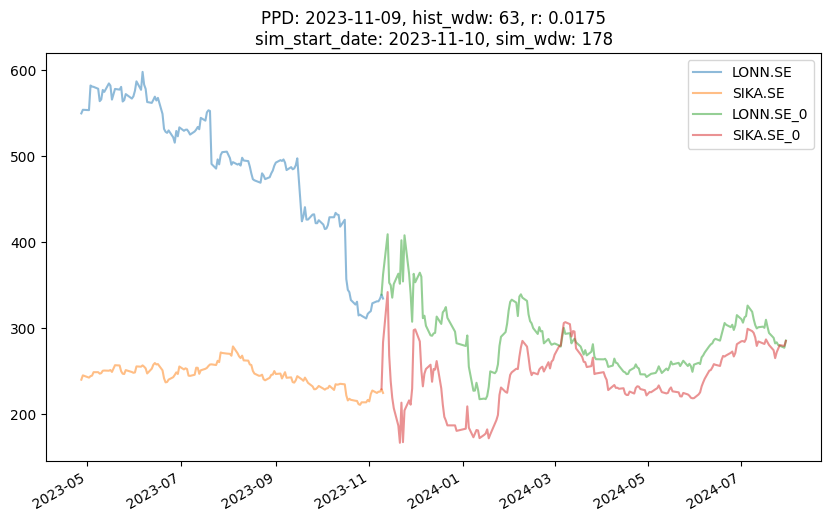 PPD: 2023-11-09, hist_wdw: 63, r: 0.0175
sim_start_date: 2023-11-10, sim_wdw: 178
LONN.SE
SIKA.SE
LONN.SE_0
SIKA.SE_0
600
500
400
300
200
2023-05
2023-07
2023-09
2023-11
2024-01
2024-03
2024-05
2024-07